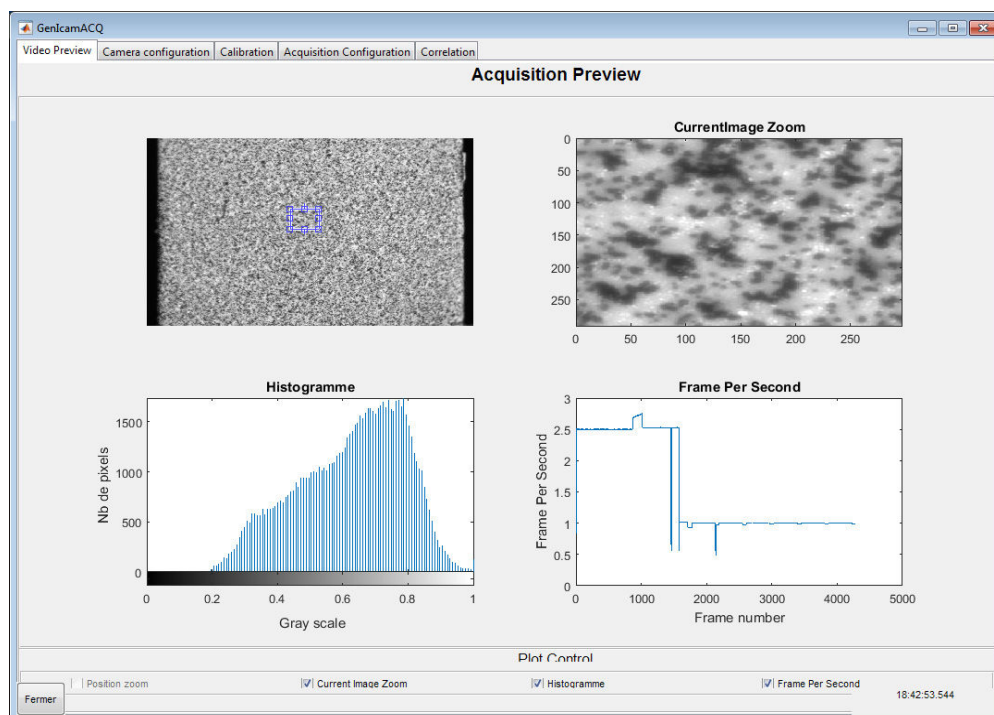 GenIcamACQ
Video Preview Camera configuration Calibration Acquisition Configuration Correlation
Acquisition Preview
CurrentImage Zoom
0
50
100
150
200
250
0 50 100 150 200 250
Histogramme
Nb de pixels
1500
1000
500
0
0 0.2 0.4 0.6 0.8 1
Gray scale
Frame Per Second
Frame Per Second
3
2.5
2
1.5
1
0.5
0
0 1000 2000 3000 4000 5000
Frame number
Plot Control
Position zoom Current Image Zoom Histogramme Frame Per Second
Fermer
18:42:53.544